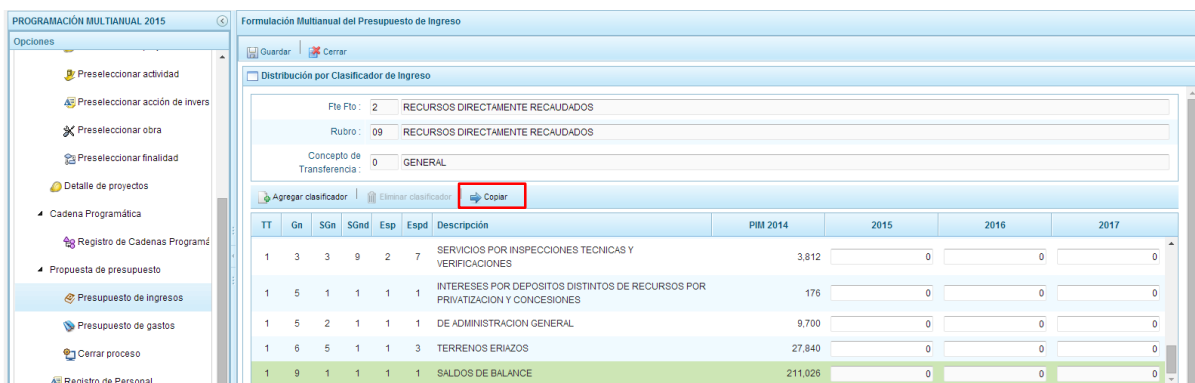 PROGRAMACIÓN MULTIANUAL 2015
Opciones
Preseleccionar actividad
Preseleccionar acción de invers
Preseleccionar obra
Preseleccionar finalidad
Detalle de proyectos
Cadena Programática
Registro de Cadenas Programá
Propuesta de presupuesto
Presupuesto de ingresos
Presupuesto de gastos
Cerrar proceso
Registro de Personal
Formulación Multianual del Presupuesto de Ingreso
Guardar Cerrar
Distribución por Clasificador de Ingreso
Fte Fto : 2 RECURSOS DIRECTAMENTE RECAUDADOS
Rubro : 09 RECURSOS DIRECTAMENTE RECAUDADOS
Concepto de
Transferencia : 0 GENERAL
Agregar clasificador Eliminar clasificador Copiar
TT Gn SGn SGnd Esp Espd Descripción PIM 2014 2015 2016 2017
1 3 3 9 2 7 SERVICIOS POR INSPECCIONES TECNICAS Y
VERIFICACIONES 3,812 0 0 0
1 5 1 1 1 1 INTERESES POR DEPOSITOS DISTINTOS DE RECURSOS POR
PRIVATIZACION Y CONCESIONES 176 0 0 0
1 5 2 1 1 1 DE ADMINISTRACION GENERAL 9,700 0 0 0
1 6 5 1 1 3 TERRENOS ERIAZOS 27,840 0 0 0
1 9 1 1 1 1 SALDOS DE BALANCE 211,026 0 0 0